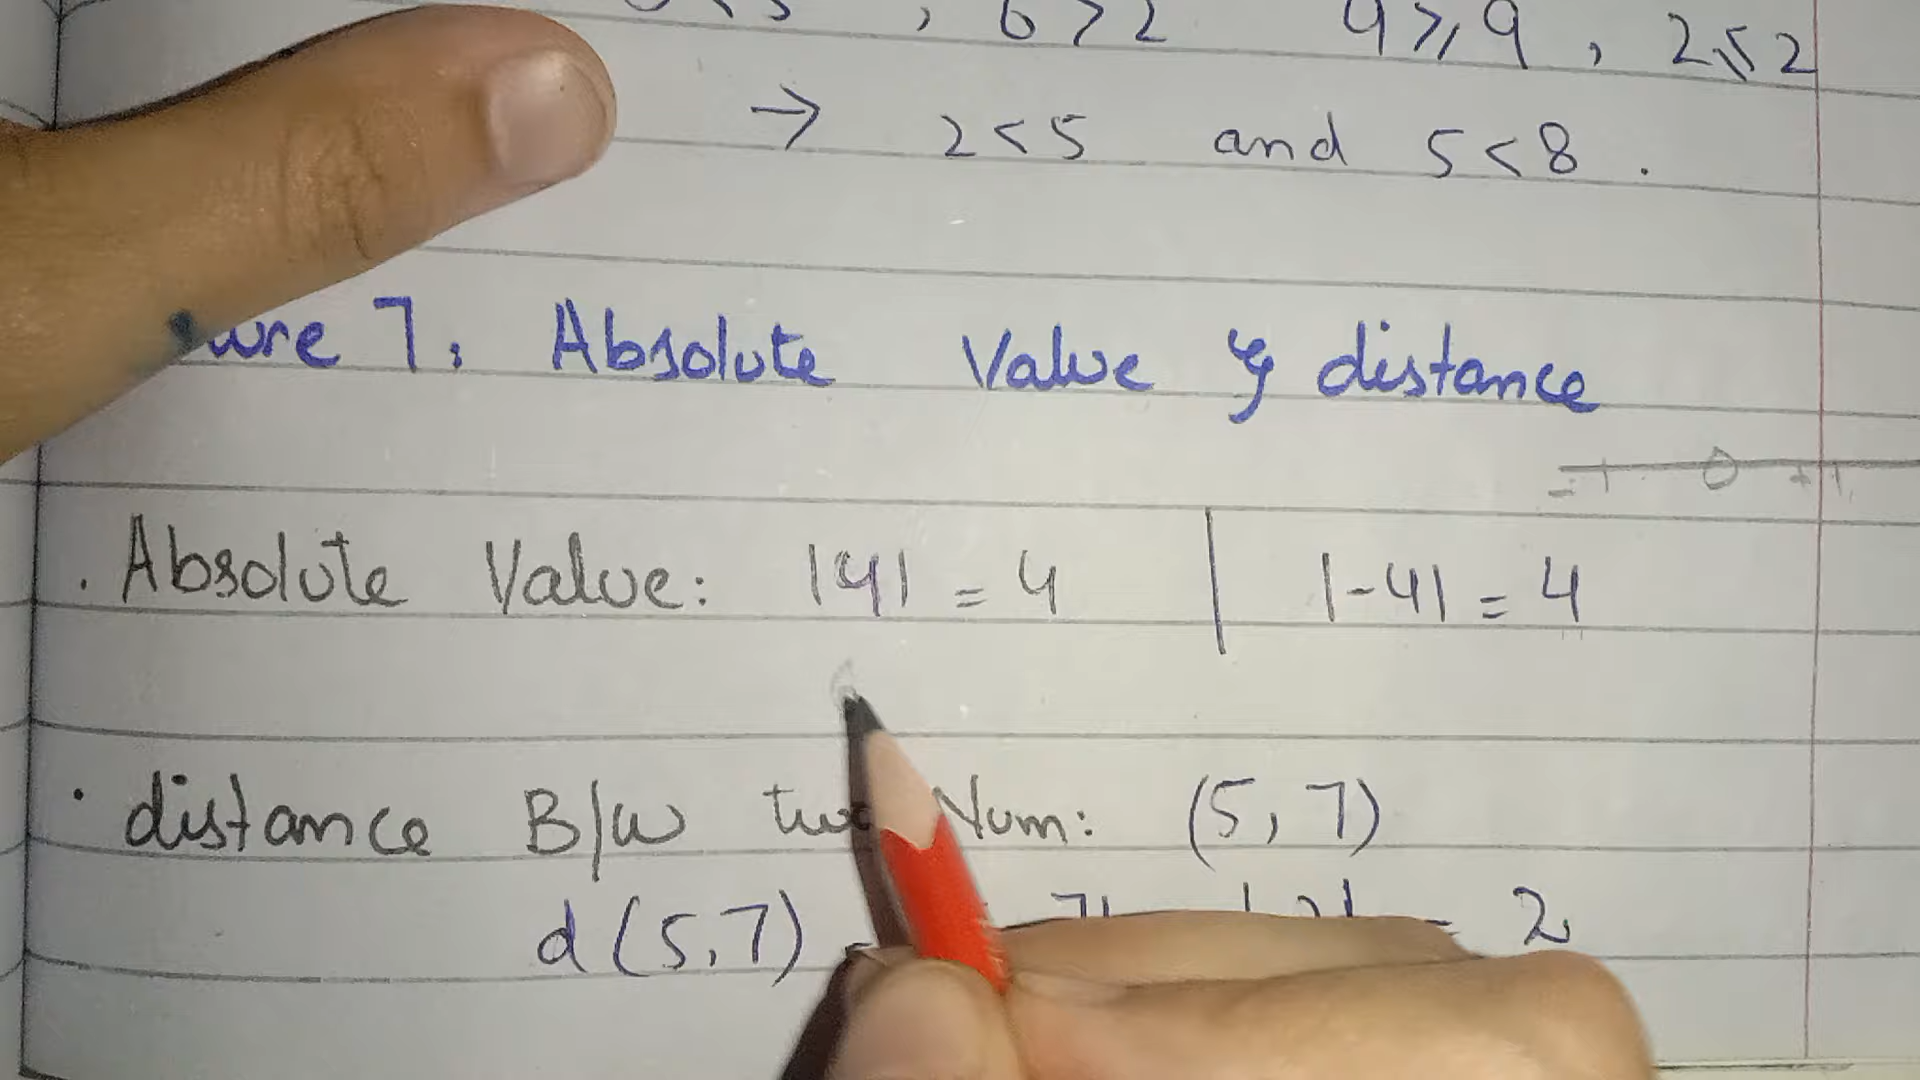 , 6>2 9⩾9 , 2⩽2
→ 2<5 and 5<8 .
7: Absolute Value & distance
-1 0 +1
. Absolute Value: |4| = 4 | |-4| = 4
• distance B/w two Num: (5, 7)
d (5,7) = 2